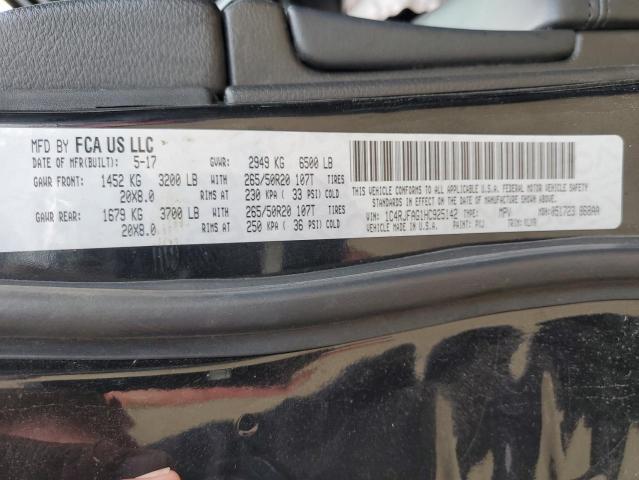 MFD BY FCA US LLC
DATE OF MFR(BUILT): 5-17 GVWR: 2949 KG 6500 LB
GAWR FRONT: 1452 KG 3200 LB 265/50R20 107T TIRES
20X8.0 RIMS AT 230 KPA ( 33 PSI) COLD
GAWR REAR: 1679 KG 3700 LB 265/50R20 107T TIRES
20X8.0 RIMS AT 250 KPA ( 36 PSI) COLD
THIS VEHICLE CONFORMS TO ALL APPLICABLE U.S.A. FEDERAL MOTOR VEHICLE SAFETY
STANDARDS IN EFFECT ON THE DATE OF MANUFACTURE SHOWN ABOVE.
VIN: 1C4RJFAG1HC925142 TYPE: MPV MDH: 051723 868AA
VEHICLE MADE IN U.S.A. PAINT: PXJ TRIM: